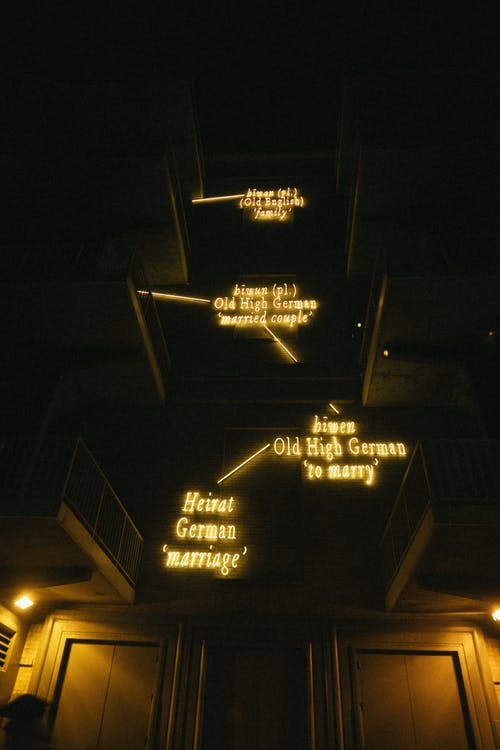 hīwan (pl.)
(Old English)
'family'
hīwun (pl.)
Old High German
'married couple'
hīwen
Old High German
'to marry'
Heirat
German
'marriage'